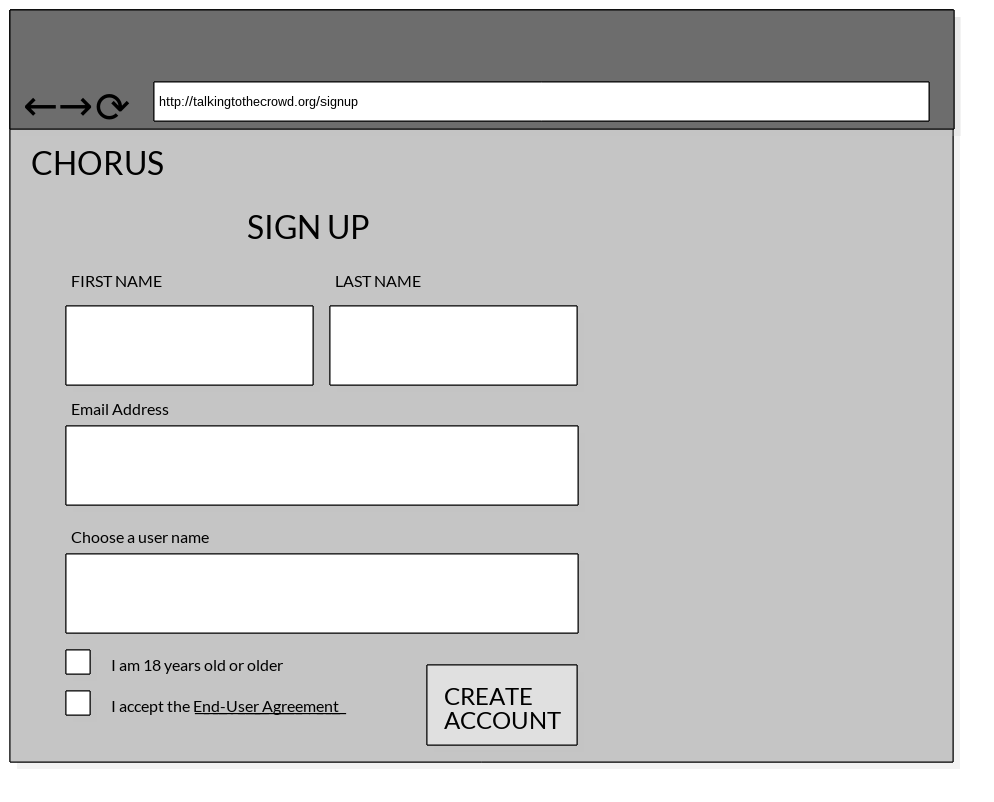 http://talkingtothecrowd.org/signup
CHORUS
SIGN UP
FIRST NAME LAST NAME
Email Address
Choose a user name
I am 18 years old or older
I accept the End-User Agreement
CREATE
ACCOUNT